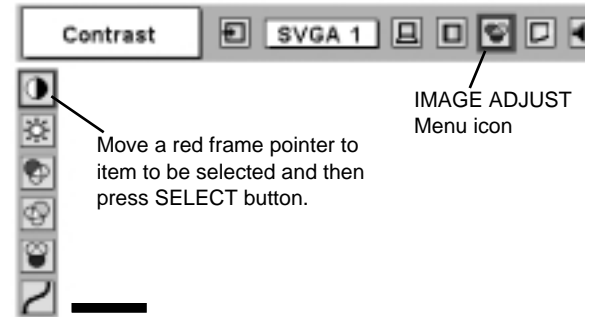 Contrast
SVGA 1
IMAGE ADJUST
Menu icon
Move a red frame pointer to
item to be selected and then
press SELECT button.